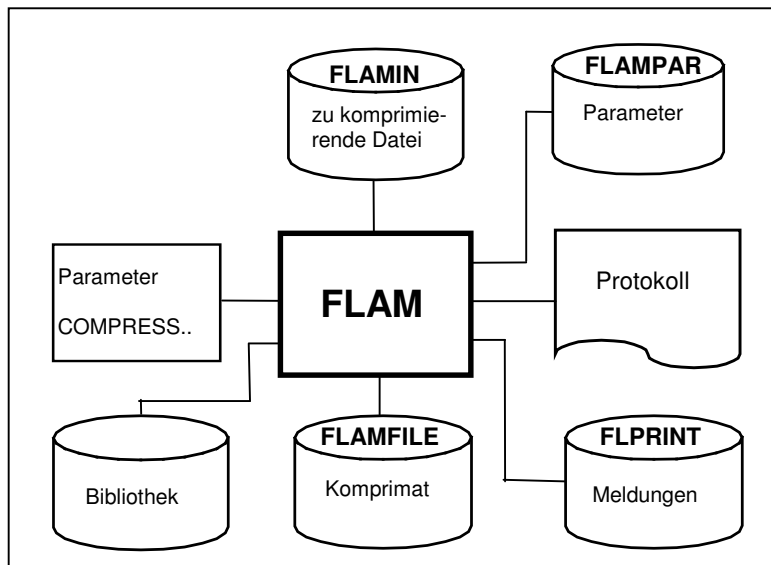 FLAMIN
zu komprimie-
rende Datei
FLAMPAR
Parameter
Parameter
COMPRESS..
FLAM
Protokoll
Bibliothek
FLAMFILE
Komprimat
FLPRINT
Meldungen